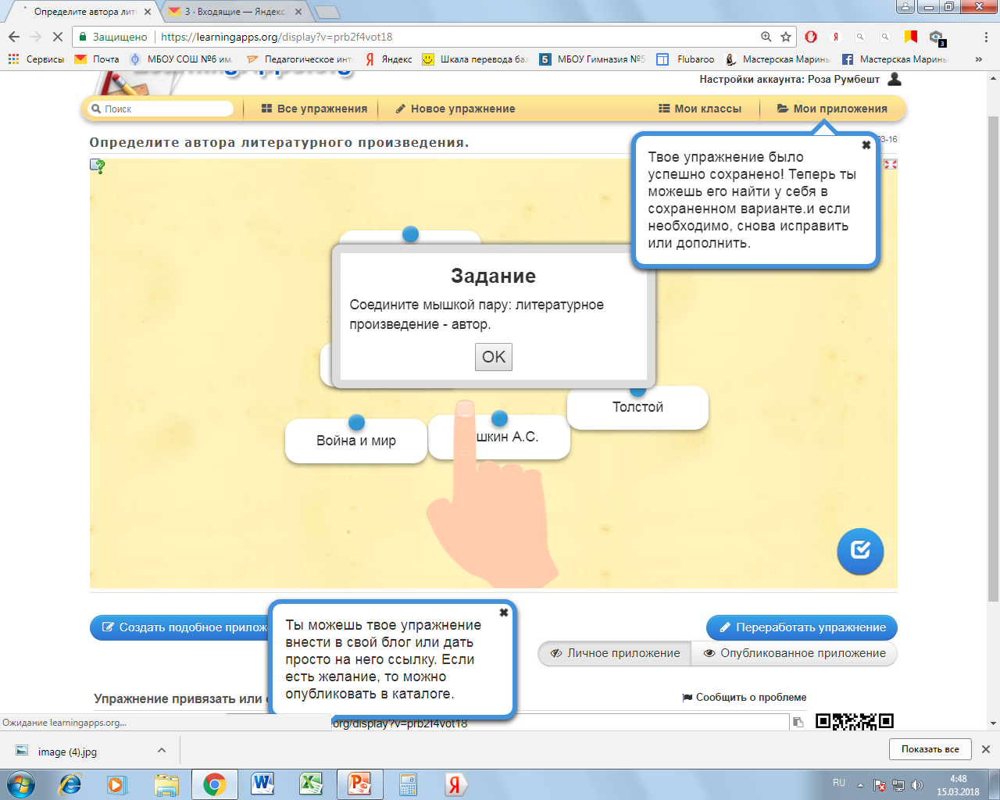 Определите автора лит
3 · Входящие — Яндекс.
Защищено
https://learningapps.org/display?v=prb2f4vot18
3
Сервисы
Почта
МБОУ СОШ №6 им.
Педагогическое инт
Яндекс
Шкала перевода бал
МБОУ Гимназия №5
Flubaroo
Мастерская Марины
Мастерская Марины
»
Настройки аккаунта: Роза Румбешт
Поиск
Все упражнения
Новое упражнение
Мои классы
Мои приложения
Определите автора литературного произведения.
03-16
Твое упражнение было
успешно сохранено! Теперь ты
можешь его найти у себя в
сохраненном варианте.и если
необходимо, снова исправить
или дополнить.
Задание
Соедините мышкой пару: литературное
произведение - автор.
OK
Толстой
Война и мир
шкин А.С.
Создать подобное прилож
Переработать упражнение
Ты можешь твое упражнение
внести в свой блог или дать
просто на него ссылку. Если
есть желание, то можно
опубликовать в каталоге.
Личное приложение
Опубликованное приложение
Упражнение привязать или
Сообщить о проблеме
Ожидание learningapps.org...
org/display?v=prb2f4vot18
image (4).jpg
Показать все
RU
4:48
15.03.2018